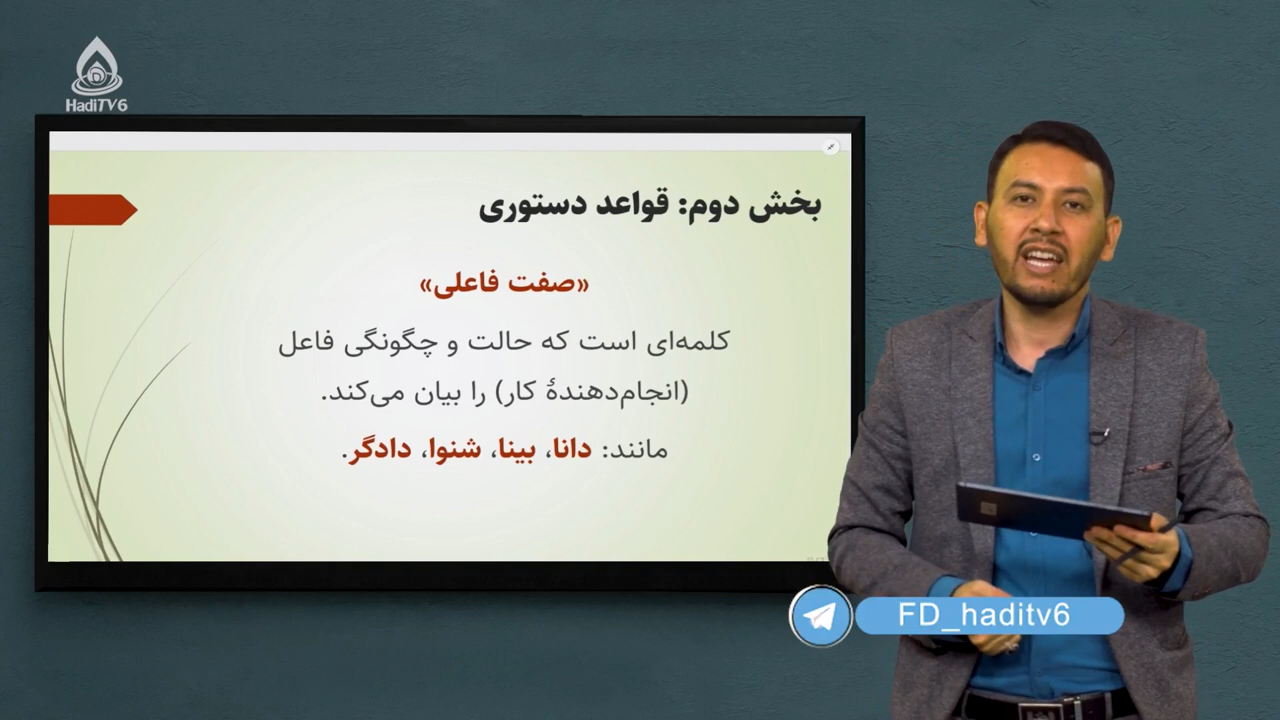 HadiTV6
بخش دوم: قواعد دستوری
«صفت فاعلی»
کلمه‌ای است که حالت و چگونگی فاعل
(انجام‌دهندهٔ کار) را بیان می‌کند.
مانند: دانا، بینا، شنوا، دادگر.
FD_haditv6